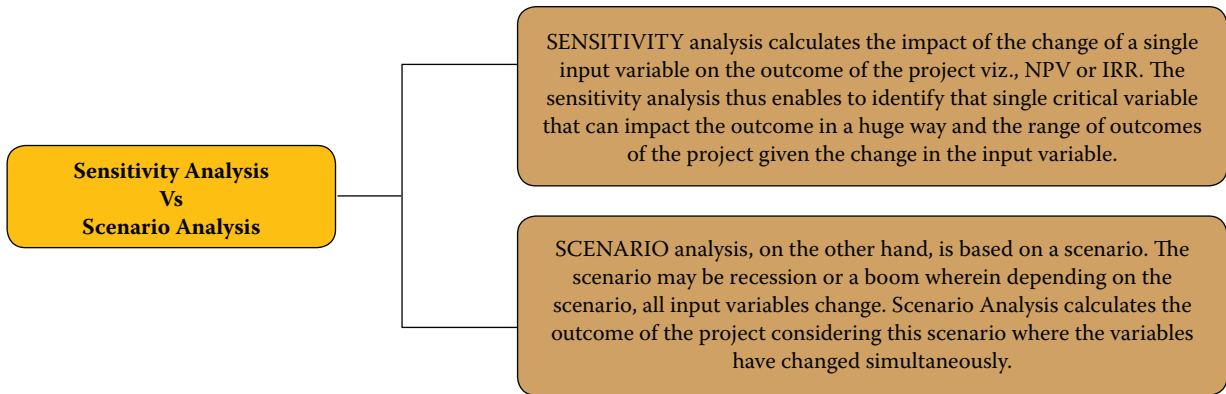 Sensitivity Analysis
Vs
Scenario Analysis
SENSITIVITY analysis calculates the impact of the change of a single
input variable on the outcome of the project viz., NPV or IRR. The
sensitivity analysis thus enables to identify that single critical variable
that can impact the outcome in a huge way and the range of outcomes
of the project given the change in the input variable.
SCENARIO analysis, on the other hand, is based on a scenario. The
scenario may be recession or a boom wherein depending on the
scenario, all input variables change. Scenario Analysis calculates the
outcome of the project considering this scenario where the variables
have changed simultaneously.